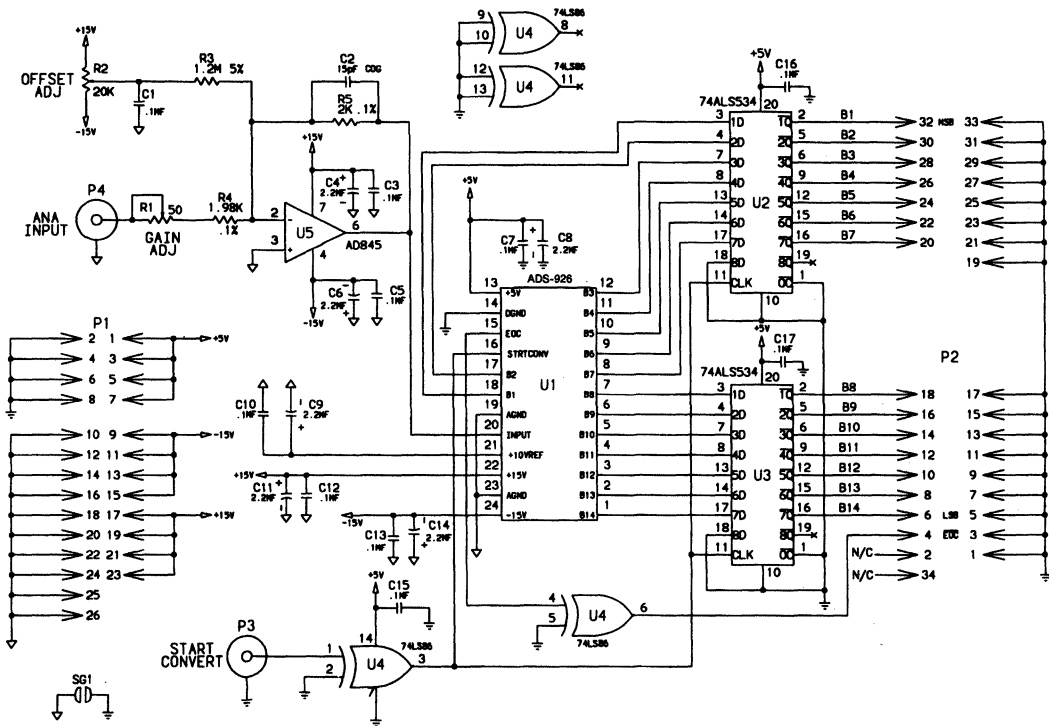 +15V
R2
OFFSET ADJ
20K
-15V
C1
.1MF
R3
1.2M 5%
C2
15pF COG
R5
2K .1%
+15V
C4
2.2MF
+
-
C3
.1MF
P4
ANA INPUT
R1
50
GAIN ADJ
R4
1.98K
.1%
2
3
-
+
7
6
4
U5
AD845
C6
2.2MF
-
+
C5
.1MF
-15V
9
10
U4
8
74LS86
12
13
U4
11
74LS86
P1
2 1
+5V
4 3
6 5
8 7
10 9
-15V
12 11
14 13
16 15
18 17
+15V
20 19
22 21
24 23
25
26
+5V
C7
.1MF
C8
2.2MF
+
-
ADS-926
U1
13 +5V
14 DGND
15 EOC
16 STRTCONV
17 B2
18 B1
19 AGND
20 INPUT
21 +10VREF
22 +15V
23 AGND
24 -15V
B3 12
B4 11
B5 10
B6 9
B7 8
B8 7
B9 6
B10 5
B11 4
B12 3
B13 2
B14 1
C10
.1MF
C9
2.2MF
-
+
+15V
C11
2.2MF
+
-
C12
.1MF
-15V
C13
.1MF
C14
2.2MF
-
+
+5V
C16
.1MF
74ALS534
20
U2
3 1D 1Q 2 B1
4 2D 2Q 5 B2
7 3D 3Q 6 B3
8 4D 4Q 9 B4
13 5D 5Q 12 B5
14 6D 6Q 15 B6
17 7D 7Q 16 B7
18 8D 8Q 19
11 CLK OC 1
10
32 MSB 33
30 31
28 29
26 27
24 25
22 23
20 21
19
+5V
C17
.1MF
74ALS534
20
U3
3 1D 1Q 2 B8
4 2D 2Q 5 B9
7 3D 3Q 6 B10
8 4D 4Q 9 B11
13 5D 5Q 12 B12
14 6D 6Q 15 B13
17 7D 7Q 16 B14
18 8D 8Q 19
11 CLK OC 1
10
P2
18 17
16 15
14 13
12 11
10 9
8 7
6 LSB 5
4 EOC 3
N/C 2 1
N/C 34
+5V
C15
.1MF
P3
START CONVERT
14
1
2
U4
3
7
74LS86
4
5
U4
6
74LS86
SG1